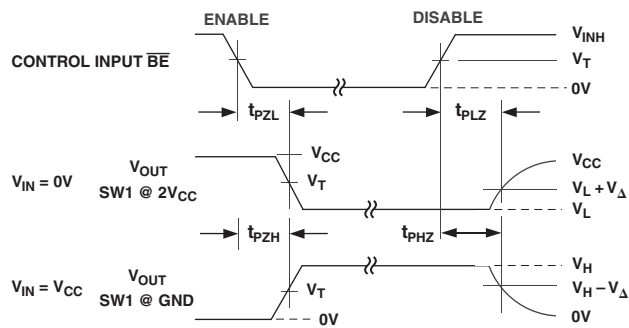 ENABLE DISABLE
V_INH
CONTROL INPUT B̅E̅ V_T
0V
t_PZL t_PLZ
V_CC V_CC
V_IN = 0V V_OUT
SW1 @ 2V_CC V_T V_L + V_Δ
V_L
t_PZH t_PHZ
V_H
V_IN = V_CC V_OUT
SW1 @ GND V_T V_H – V_Δ
0V 0V